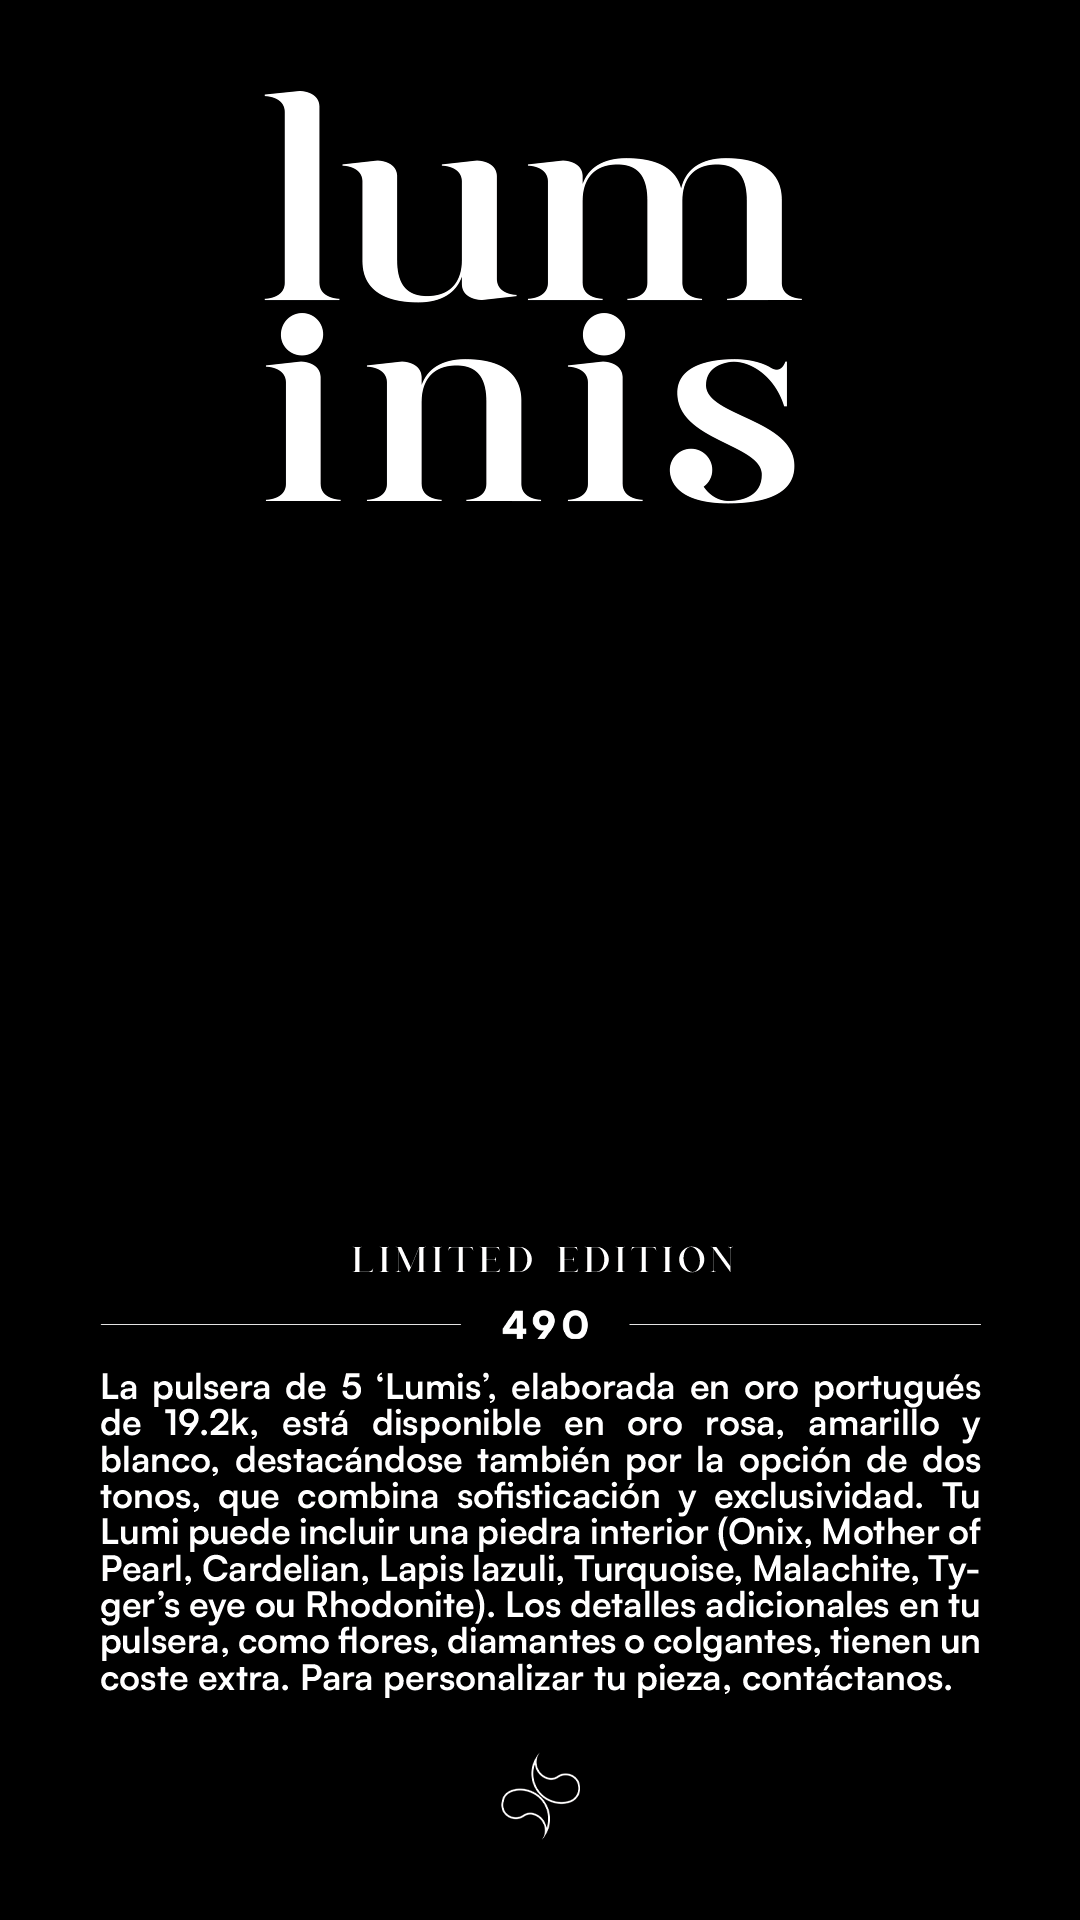 lum
inis
LIMITED EDITION
490
La pulsera de 5 ‘Lumis’, elaborada en oro portugués
de 19.2k, está disponible en oro rosa, amarillo y
blanco, destacándose también por la opción de dos
tonos, que combina sofisticación y exclusividad. Tu
Lumi puede incluir una piedra interior (Onix, Mother of
Pearl, Cardelian, Lapis lazuli, Turquoise, Malachite, Ty-
ger’s eye ou Rhodonite). Los detalles adicionales en tu
pulsera, como flores, diamantes o colgantes, tienen un
coste extra. Para personalizar tu pieza, contáctanos.